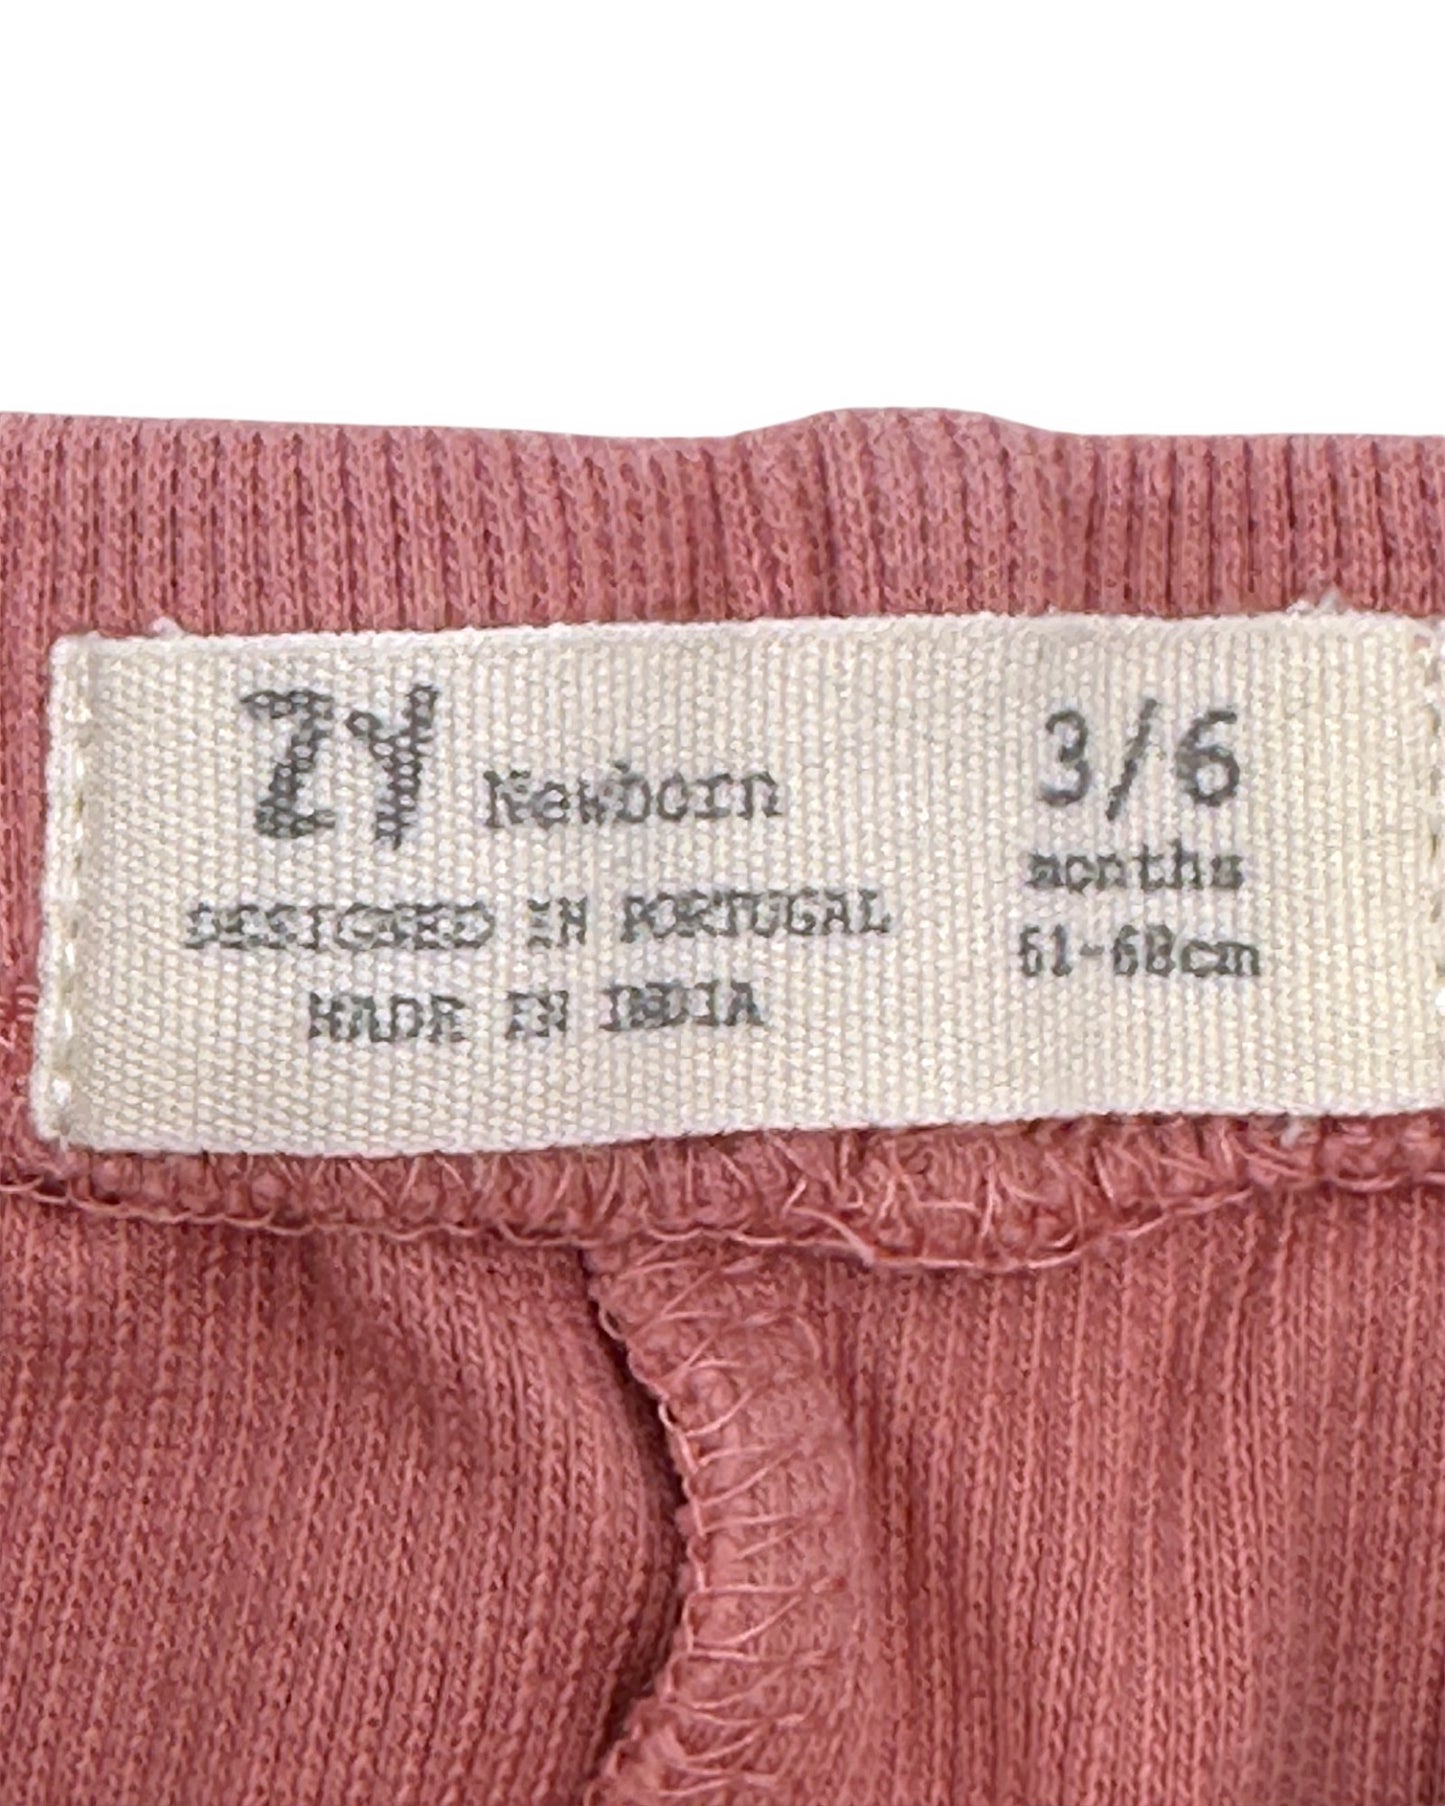 ZY Newborn
DESIGNED IN PORTUGAL
MADE IN INDIA
3/6
months
61-68cm